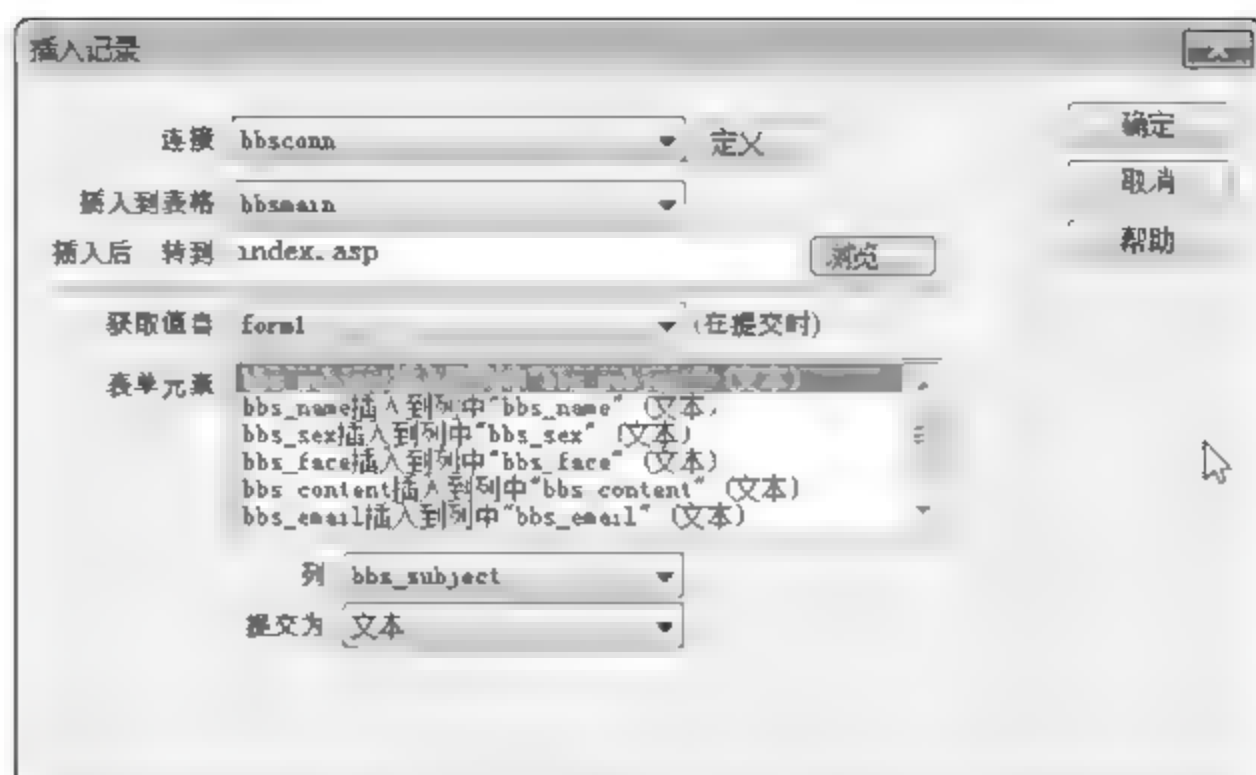 插入记录
连接 bbsconn 定义 确定
插入到表格 bbsmain 取消
插入后 转到 index.asp 浏览 帮助
获取值自 form1 (在提交时)
表单元素
bbs_name插入到列中"bbs_name" (文本)
bbs_sex插入到列中"bbs_sex" (文本)
bbs_face插入到列中"bbs_face" (文本)
bbs_content插入到列中"bbs_content" (文本)
bbs_email插入到列中"bbs_email" (文本)
列 bbs_subject
提交为 文本